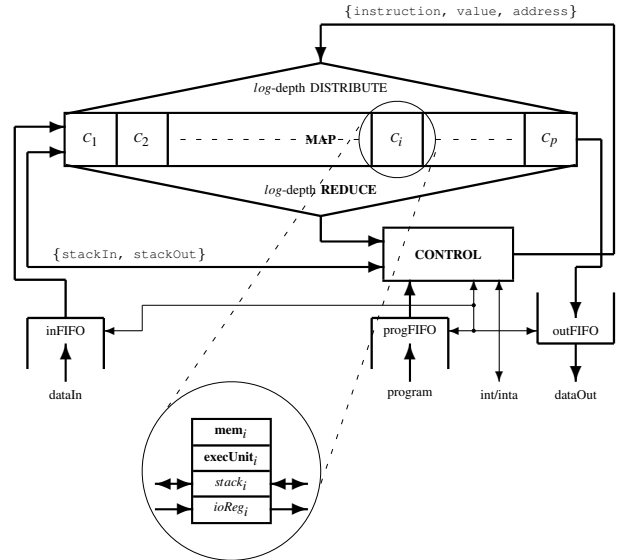 {instruction, value, address}
log-depth DISTRIBUTE
C1 C2 MAP Ci Cp
log-depth REDUCE
{stackIn, stackOut}
CONTROL
inFIFO progFIFO outFIFO
dataIn program int/inta dataOut
memi
execUniti
stacki
ioRegi